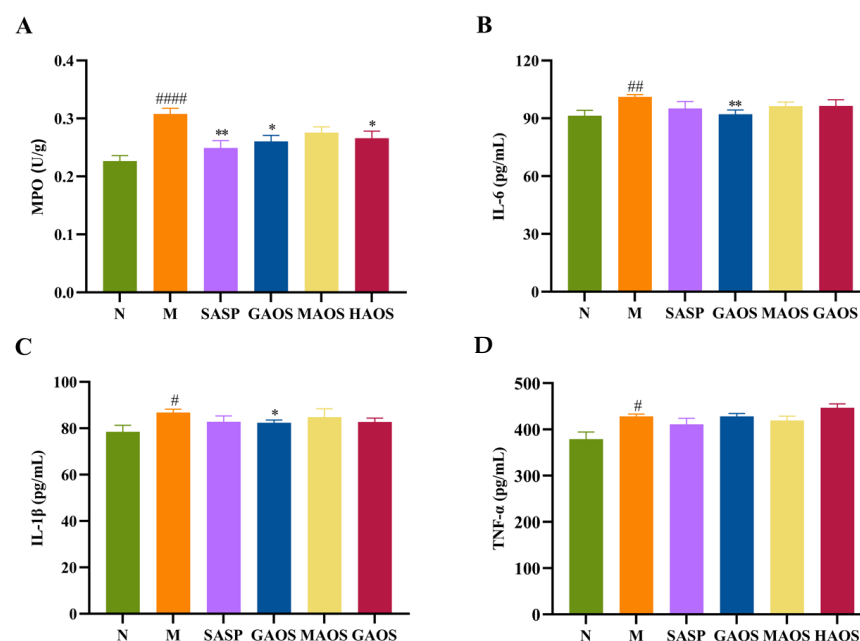 A
MPO (U/g)
0.4
0.3
0.2
0.1
0.0
####
**
*
*
N M SASP GAOS MAOS HAOS
B
IL-6 (pg/mL)
120
90
60
30
0
##
**
N M SASP GAOS MAOS GAOS
C
IL-1β (pg/mL)
100
80
60
40
20
0
#
*
N M SASP GAOS MAOS GAOS
D
TNF-α (pg/mL)
500
400
300
200
100
0
#
N M SASP GAOS MAOS HAOS